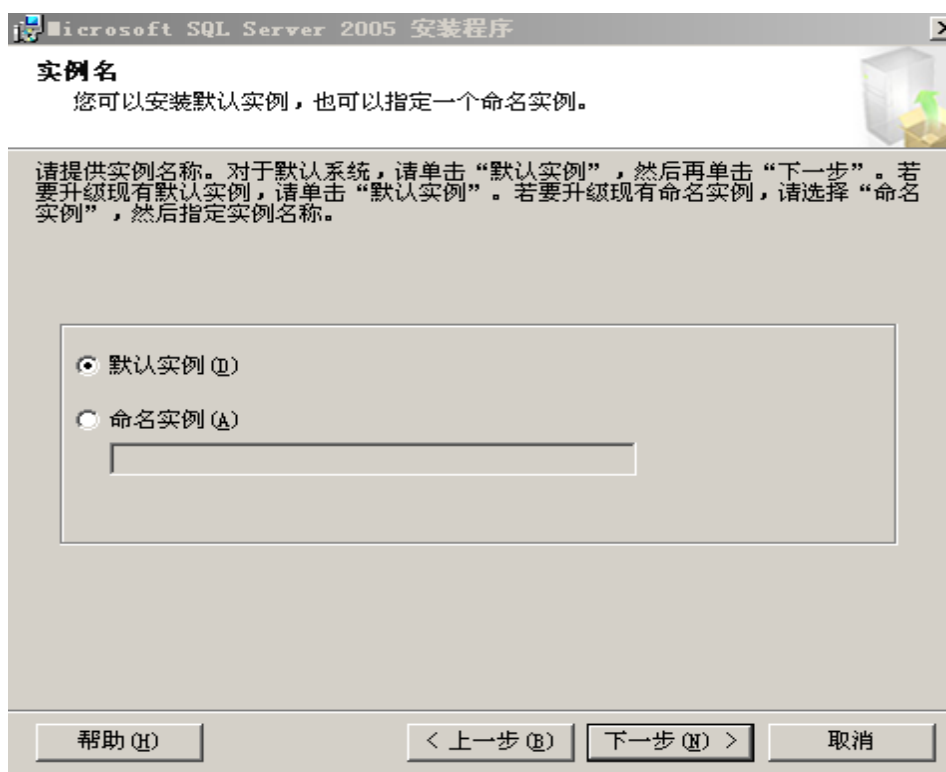 Microsoft SQL Server 2005 安装程序
实例名
您可以安装默认实例，也可以指定一个命名实例。
请提供实例名称。对于默认系统，请单击“默认实例”，然后再单击“下一步”。若
要升级现有默认实例，请单击“默认实例”。若要升级现有命名实例，请选择“命名
实例”，然后指定实例名称。
默认实例(D)
命名实例(A)
帮助(H)
< 上一步(B)
下一步(N) >
取消